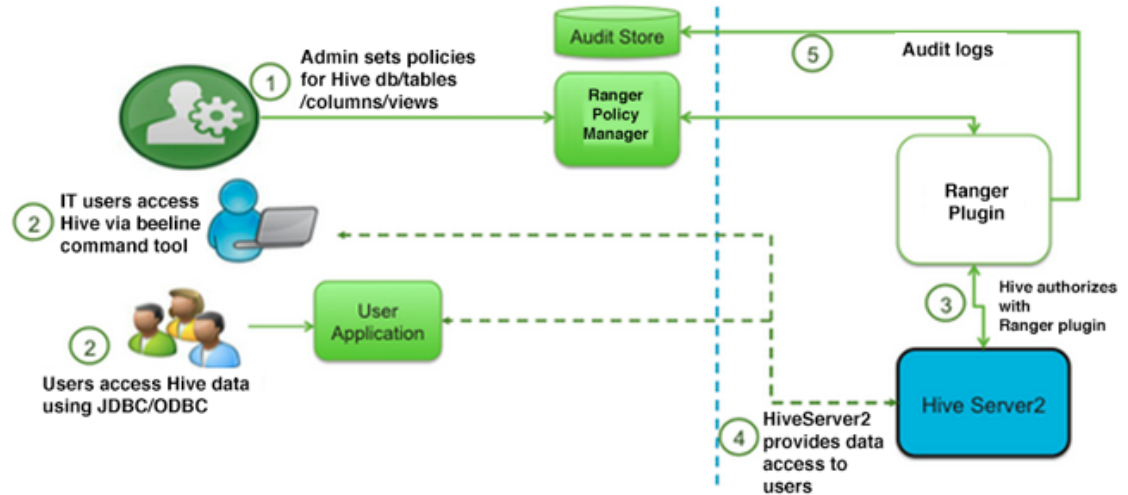 1
Admin sets policies
for Hive db/tables
/columns/views
Audit Store
5
Audit logs
Ranger
Policy
Manager
Ranger
Plugin
2
IT users access
Hive via beeline
command tool
User
Application
2
Users access Hive data
using JDBC/ODBC
3
Hive authorizes
with
Ranger plugin
Hive Server2
4
HiveServer2
provides data
access to
users